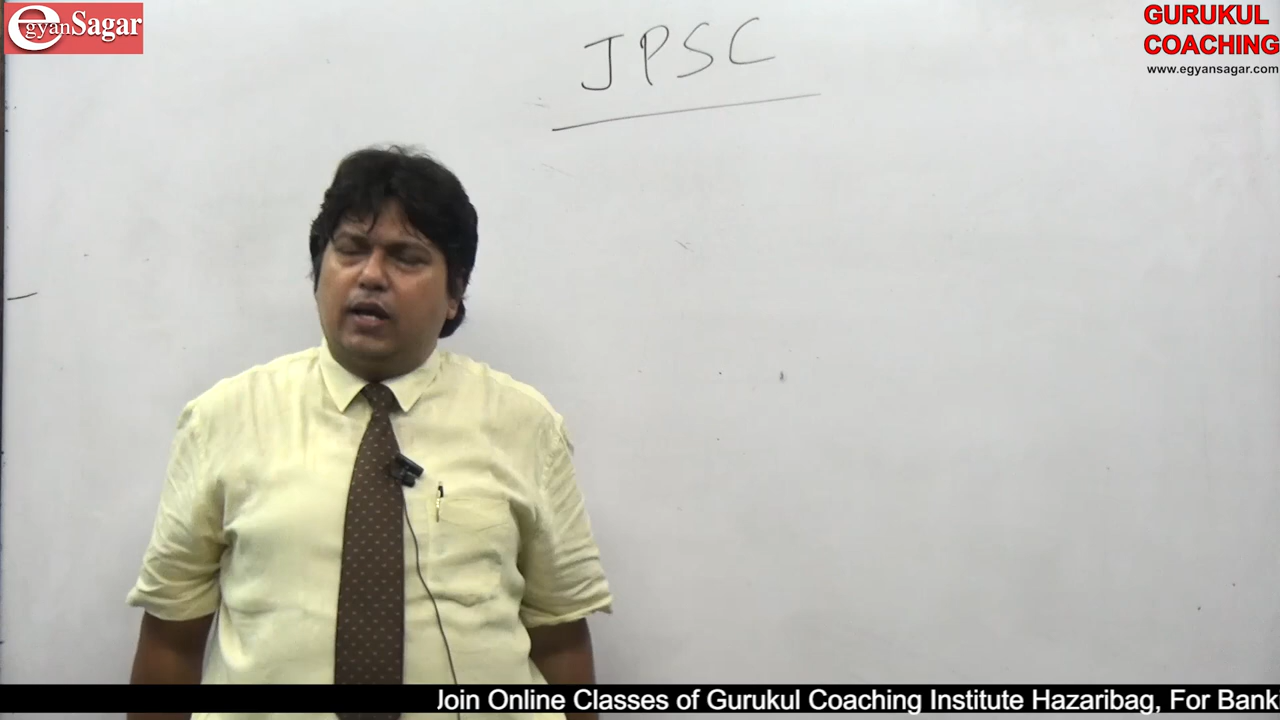 egyanSagar
GURUKUL
COACHING
www.egyansagar.com
JPSC
Join Online Classes of Gurukul Coaching Institute Hazaribag, For Bank